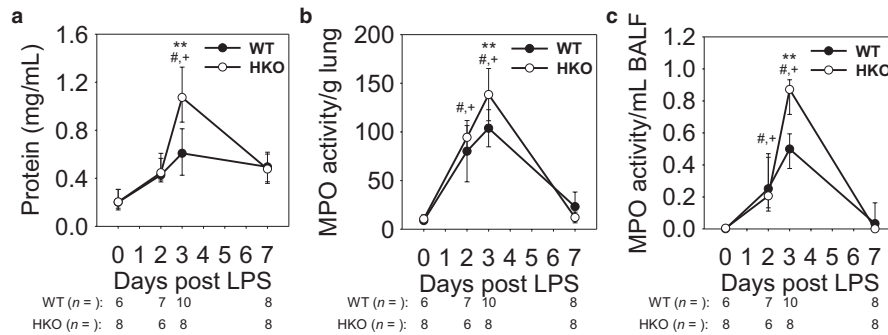 a
Protein (mg/mL)
1.6
1.2
0.8
0.4
0.0
**
#,+
WT
HKO
0 1 2 3 4 5 6 7
Days post LPS
WT (n = ): 6 7 10 8
HKO (n = ): 8 6 8 8
b
MPO activity/g lung
200
150
100
50
0
#,+
**
#,+
WT
HKO
0 1 2 3 4 5 6 7
Days post LPS
WT (n = ): 6 7 10 8
HKO (n = ): 8 6 8 8
c
MPO activity/mL BALF
1.2
1.0
0.8
0.6
0.4
0.2
0.0
#,+
**
#,+
WT
HKO
0 1 2 3 4 5 6 7
Days post LPS
WT (n = ): 6 7 10 8
HKO (n = ): 8 6 8 8